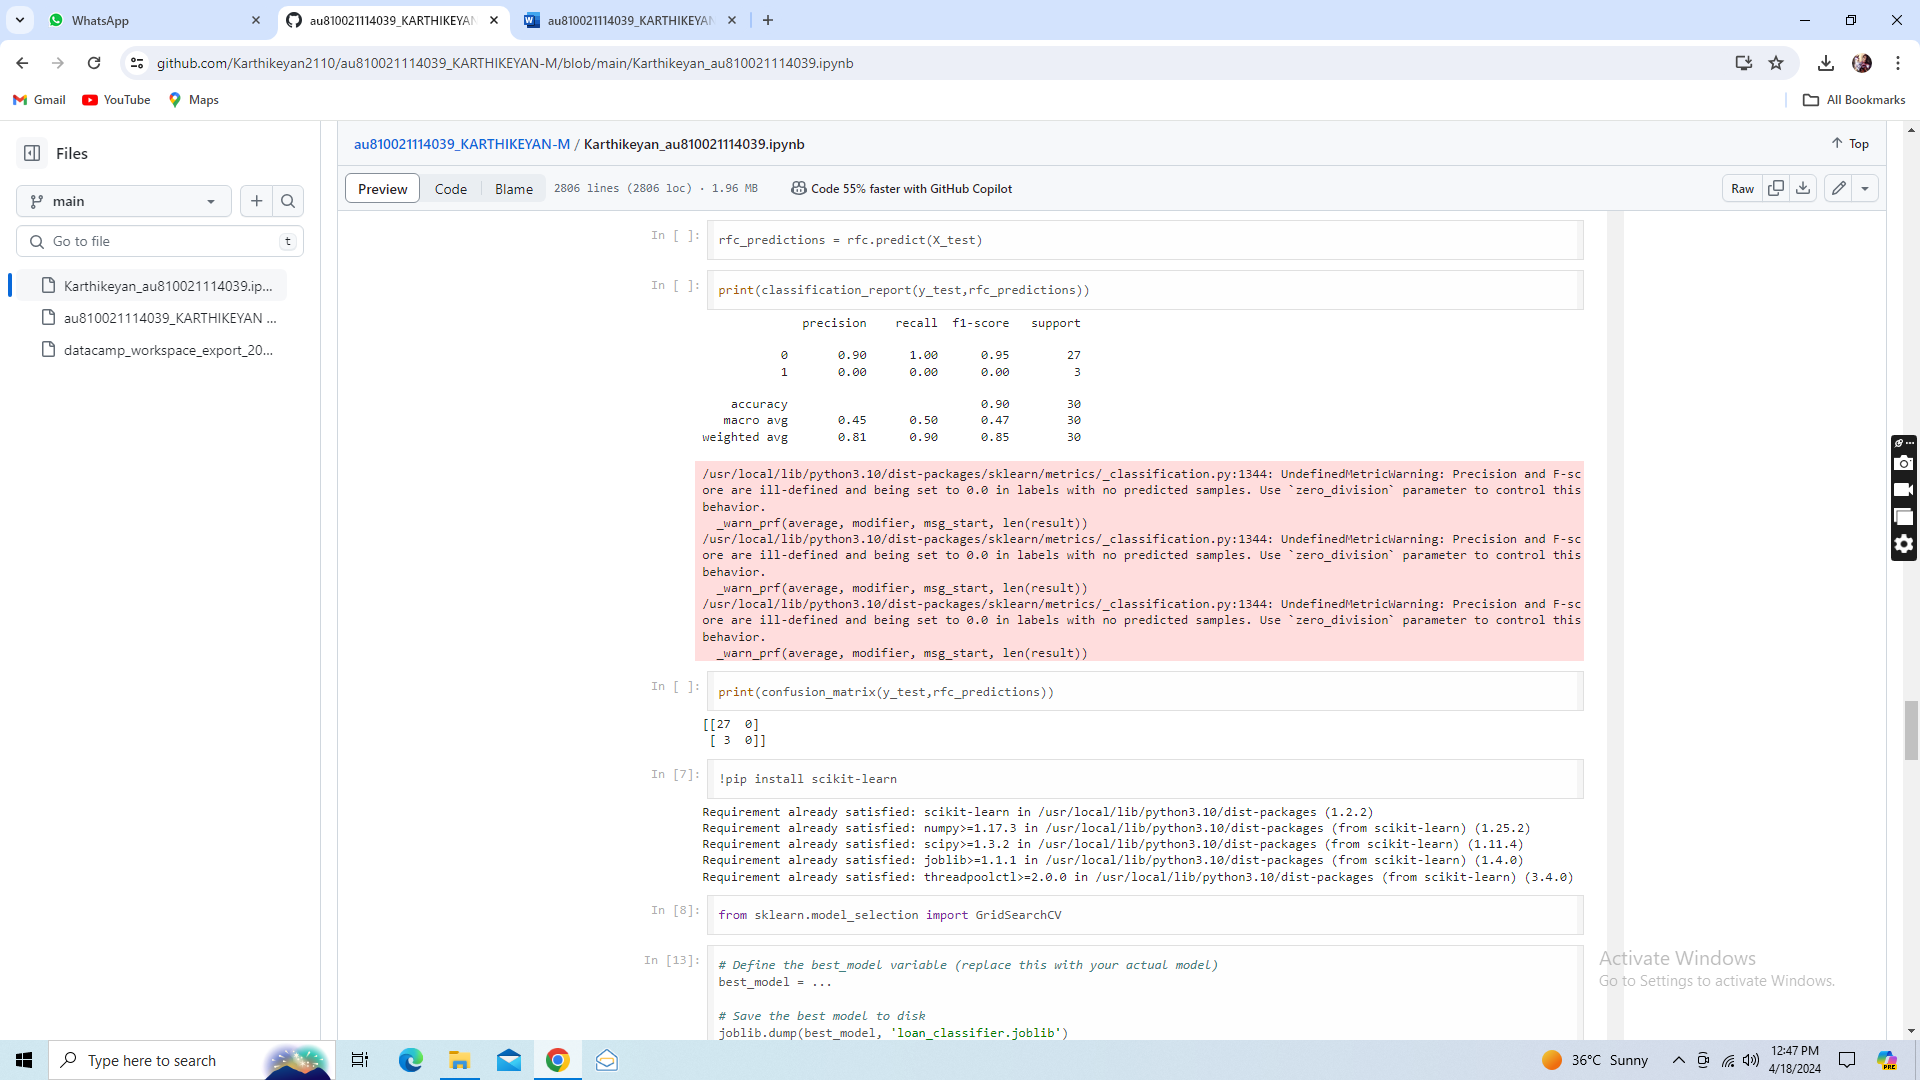 WhatsApp
au810021114039_KARTHIKEYAN
au810021114039_KARTHIKEYAN
github.com/Karthikeyan2110/au810021114039_KARTHIKEYAN-M/blob/main/Karthikeyan_au810021114039.ipynb
Gmail YouTube Maps All Bookmarks
Files
au810021114039_KARTHIKEYAN-M / Karthikeyan_au810021114039.ipynb
Top
main
Preview Code Blame 2806 lines (2806 loc) · 1.96 MB Code 55% faster with GitHub Copilot Raw
Go to file t
Karthikeyan_au810021114039.ip...
au810021114039_KARTHIKEYAN ...
datacamp_workspace_export_20...
In [ ]: rfc_predictions = rfc.predict(X_test)
In [ ]: print(classification_report(y_test,rfc_predictions))
precision recall f1-score support
0 0.90 1.00 0.95 27
1 0.00 0.00 0.00 3
accuracy 0.90 30
macro avg 0.45 0.50 0.47 30
weighted avg 0.81 0.90 0.85 30
/usr/local/lib/python3.10/dist-packages/sklearn/metrics/_classification.py:1344: UndefinedMetricWarning: Precision and F-sc
ore are ill-defined and being set to 0.0 in labels with no predicted samples. Use `zero_division` parameter to control this
behavior.
_warn_prf(average, modifier, msg_start, len(result))
/usr/local/lib/python3.10/dist-packages/sklearn/metrics/_classification.py:1344: UndefinedMetricWarning: Precision and F-sc
ore are ill-defined and being set to 0.0 in labels with no predicted samples. Use `zero_division` parameter to control this
behavior.
_warn_prf(average, modifier, msg_start, len(result))
/usr/local/lib/python3.10/dist-packages/sklearn/metrics/_classification.py:1344: UndefinedMetricWarning: Precision and F-sc
ore are ill-defined and being set to 0.0 in labels with no predicted samples. Use `zero_division` parameter to control this
behavior.
_warn_prf(average, modifier, msg_start, len(result))
In [ ]: print(confusion_matrix(y_test,rfc_predictions))
[[27 0]
[ 3 0]]
In [7]: !pip install scikit-learn
Requirement already satisfied: scikit-learn in /usr/local/lib/python3.10/dist-packages (1.2.2)
Requirement already satisfied: numpy>=1.17.3 in /usr/local/lib/python3.10/dist-packages (from scikit-learn) (1.25.2)
Requirement already satisfied: scipy>=1.3.2 in /usr/local/lib/python3.10/dist-packages (from scikit-learn) (1.11.4)
Requirement already satisfied: joblib>=1.1.1 in /usr/local/lib/python3.10/dist-packages (from scikit-learn) (1.4.0)
Requirement already satisfied: threadpoolctl>=2.0.0 in /usr/local/lib/python3.10/dist-packages (from scikit-learn) (3.4.0)
In [8]: from sklearn.model_selection import GridSearchCV
In [13]: # Define the best_model variable (replace this with your actual model)
best_model = ...
# Save the best model to disk
joblib.dump(best_model, 'loan_classifier.joblib')
Activate Windows
Go to Settings to activate Windows.
Type here to search
36°C Sunny
12:47 PM
4/18/2024
PRE